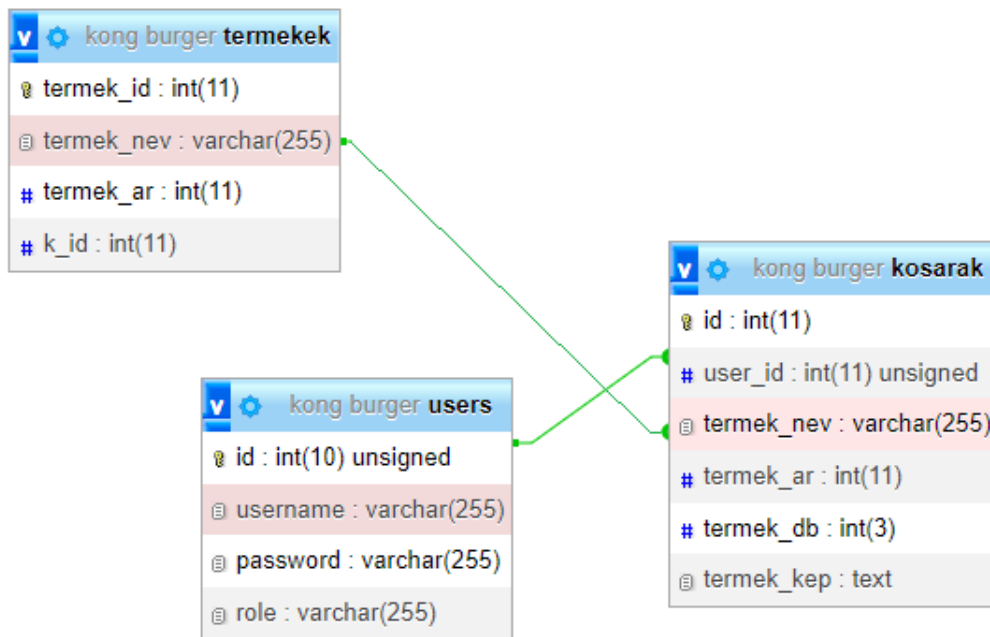 v kong burger termekek
termek_id : int(11)
termek_nev : varchar(255)
# termek_ar : int(11)
# k_id : int(11)
v kong burger kosarak
id : int(11)
# user_id : int(11) unsigned
termek_nev : varchar(255)
# termek_ar : int(11)
# termek_db : int(3)
termek_kep : text
v kong burger users
id : int(10) unsigned
username : varchar(255)
password : varchar(255)
role : varchar(255)